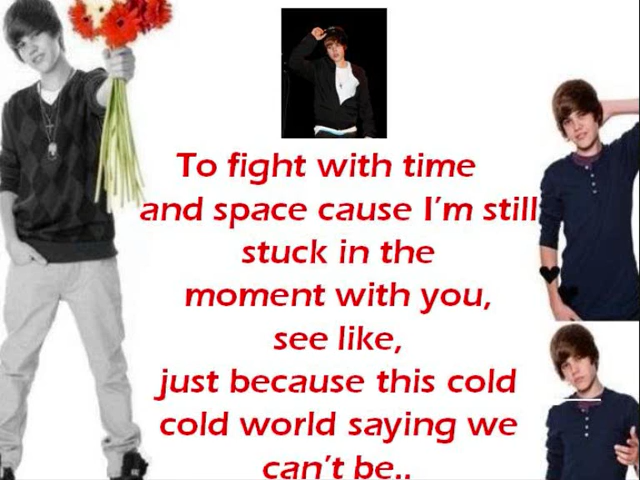 To fight with time
and space cause I'm still
stuck in the
moment with you,
see like,
just because this cold
cold world saying we
can't be..